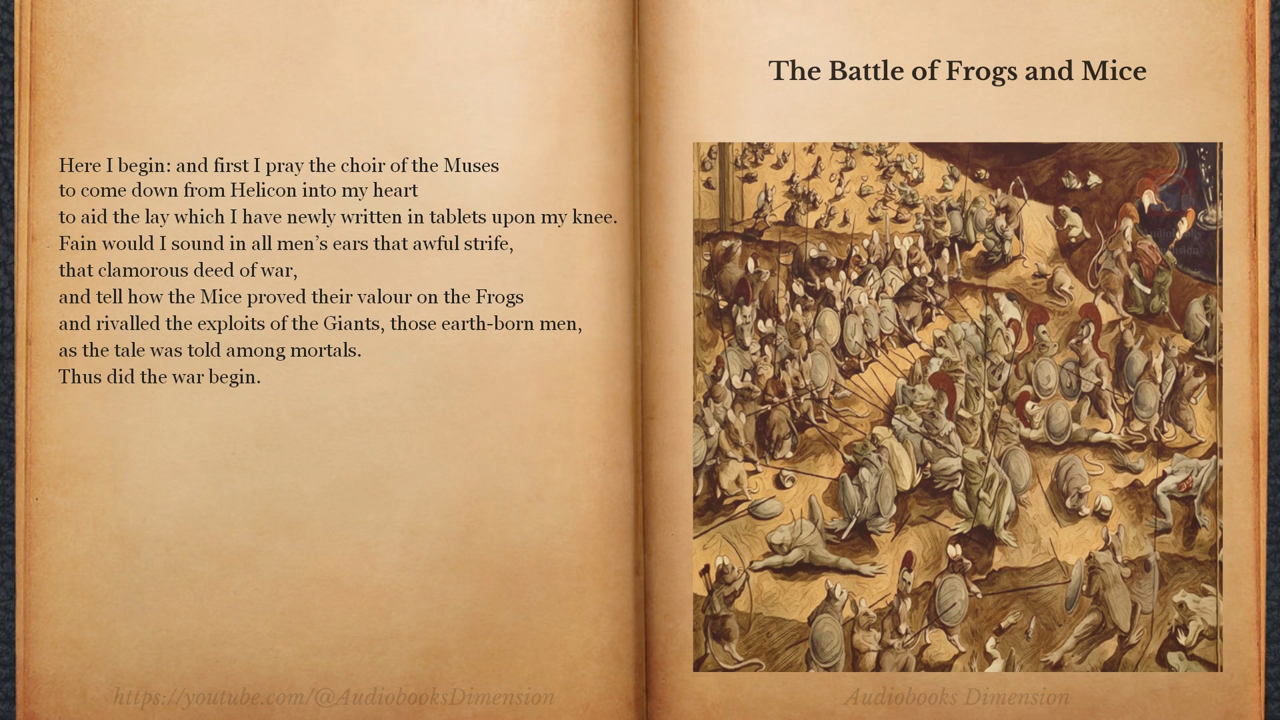 Here I begin: and first I pray the choir of the Muses
to come down from Helicon into my heart
to aid the lay which I have newly written in tablets upon my knee.
Fain would I sound in all men’s ears that awful strife,
that clamorous deed of war,
and tell how the Mice proved their valour on the Frogs
and rivalled the exploits of the Giants, those earth-born men,
as the tale was told among mortals.
Thus did the war begin.
https://youtube.com/@AudiobooksDimension
The Battle of Frogs and Mice
Audiobooks Dimension